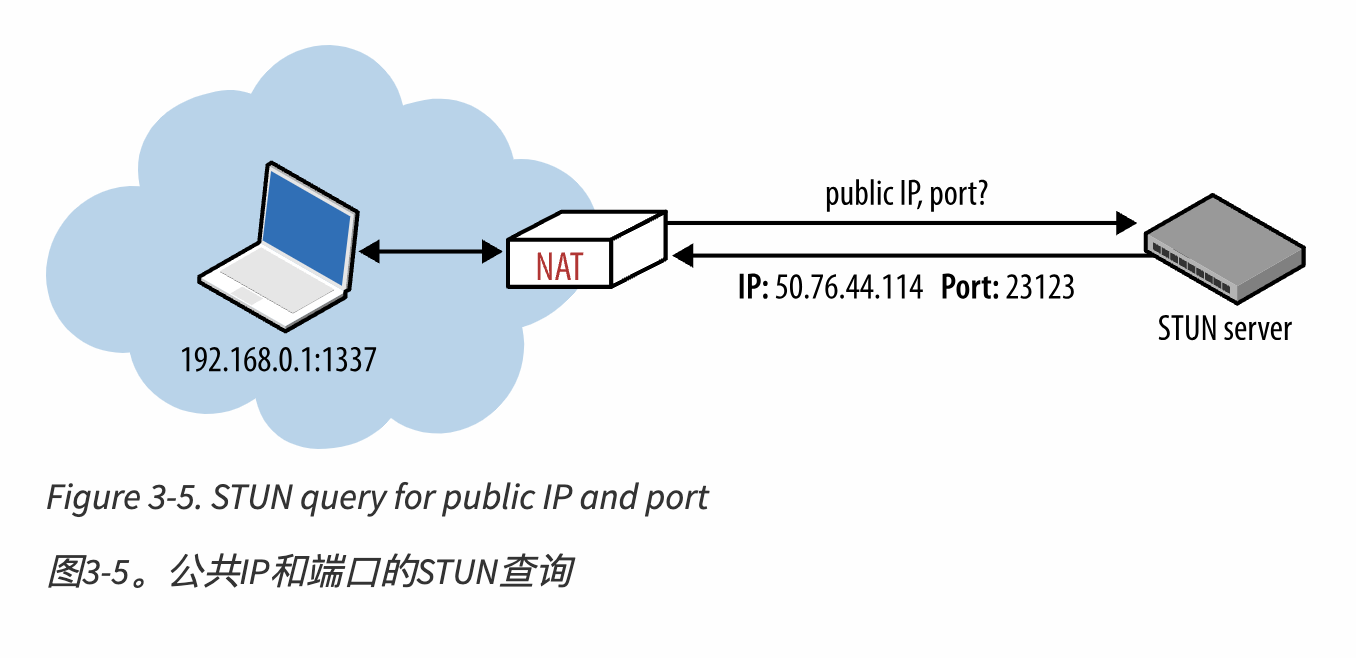 public IP, port?
NAT
IP: 50.76.44.114 Port: 23123
STUN server
192.168.0.1:1337
Figure 3-5. STUN query for public IP and port
图3-5。公共IP和端口的STUN查询